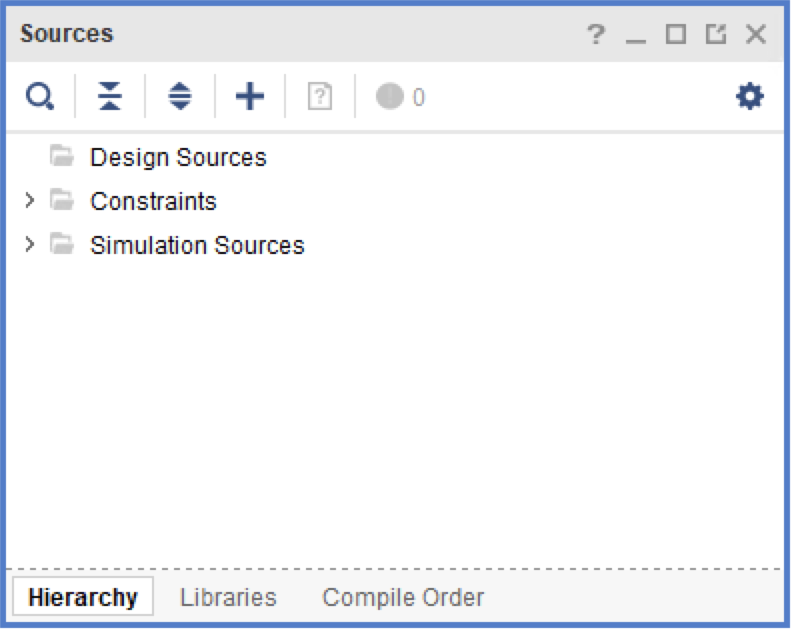 Sources ?
? 0
Design Sources
Constraints
Simulation Sources
Hierarchy Libraries Compile Order